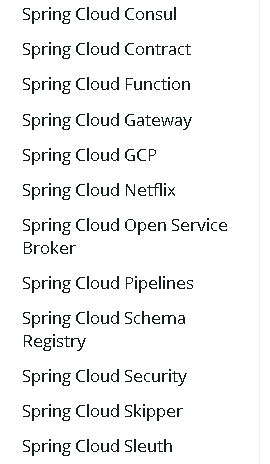 Spring Cloud Consul
Spring Cloud Contract
Spring Cloud Function
Spring Cloud Gateway
Spring Cloud GCP
Spring Cloud Netflix
Spring Cloud Open Service
Broker
Spring Cloud Pipelines
Spring Cloud Schema
Registry
Spring Cloud Security
Spring Cloud Skipper
Spring Cloud Sleuth